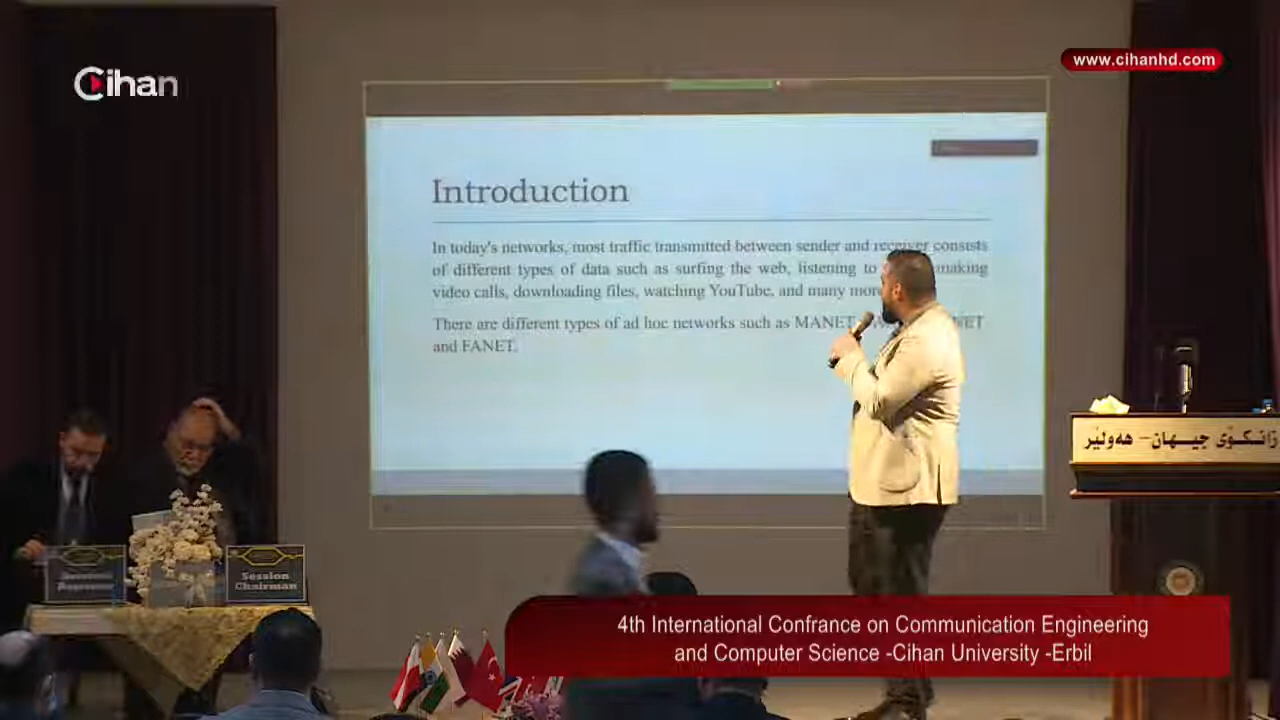 Cihan
www.cihanhd.com
Introduction
In today's networks, most traffic transmitted between sender and receiver consists
of different types of data such as surfing the web, listening to making
video calls, downloading files, watching YouTube, and many more
There are different types of ad hoc networks such as MANET
and FANET.
زانکۆی جیهان - هەولێر
Session
Chairman
4th International Confrance on Communication Engineering
and Computer Science -Cihan University -Erbil